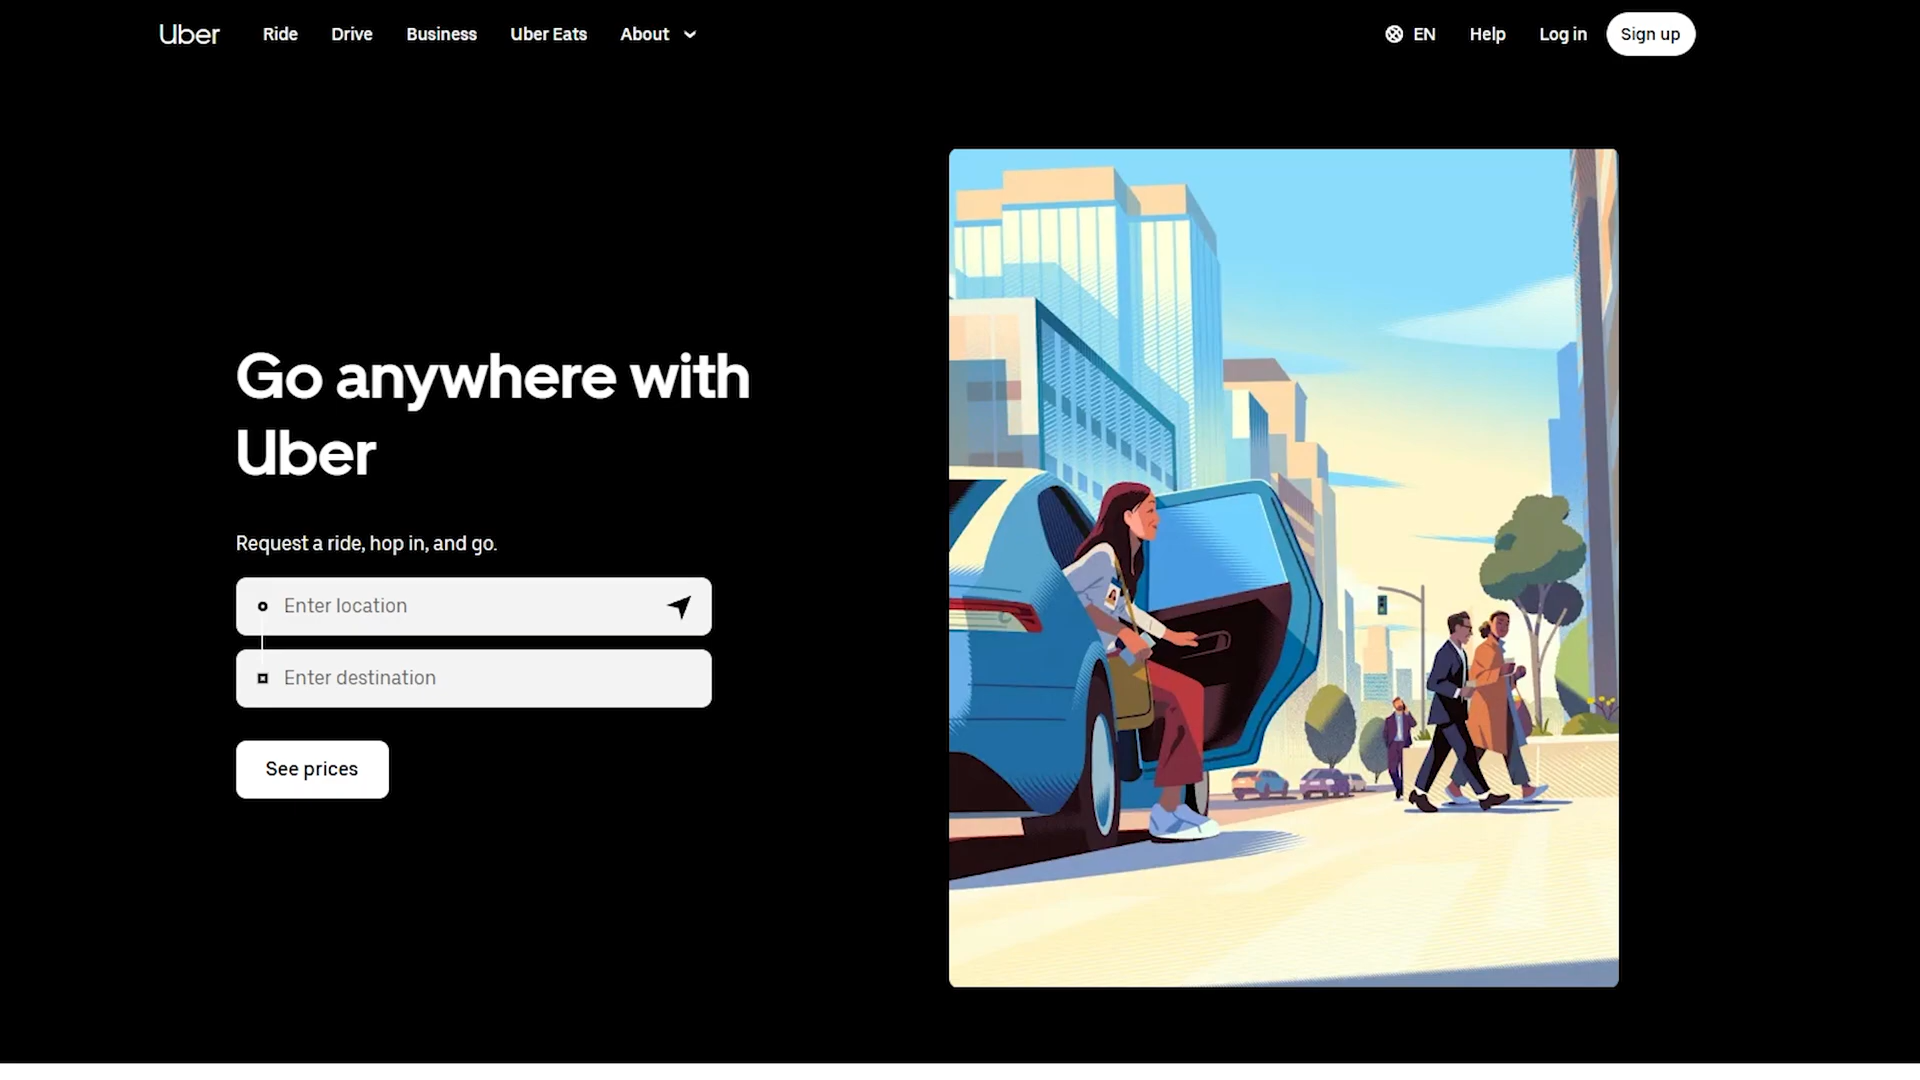 Uber
Ride
Drive
Business
Uber Eats
About
EN
Help
Log in
Sign up
Go anywhere with
Uber
Request a ride, hop in, and go.
Enter location
Enter destination
See prices